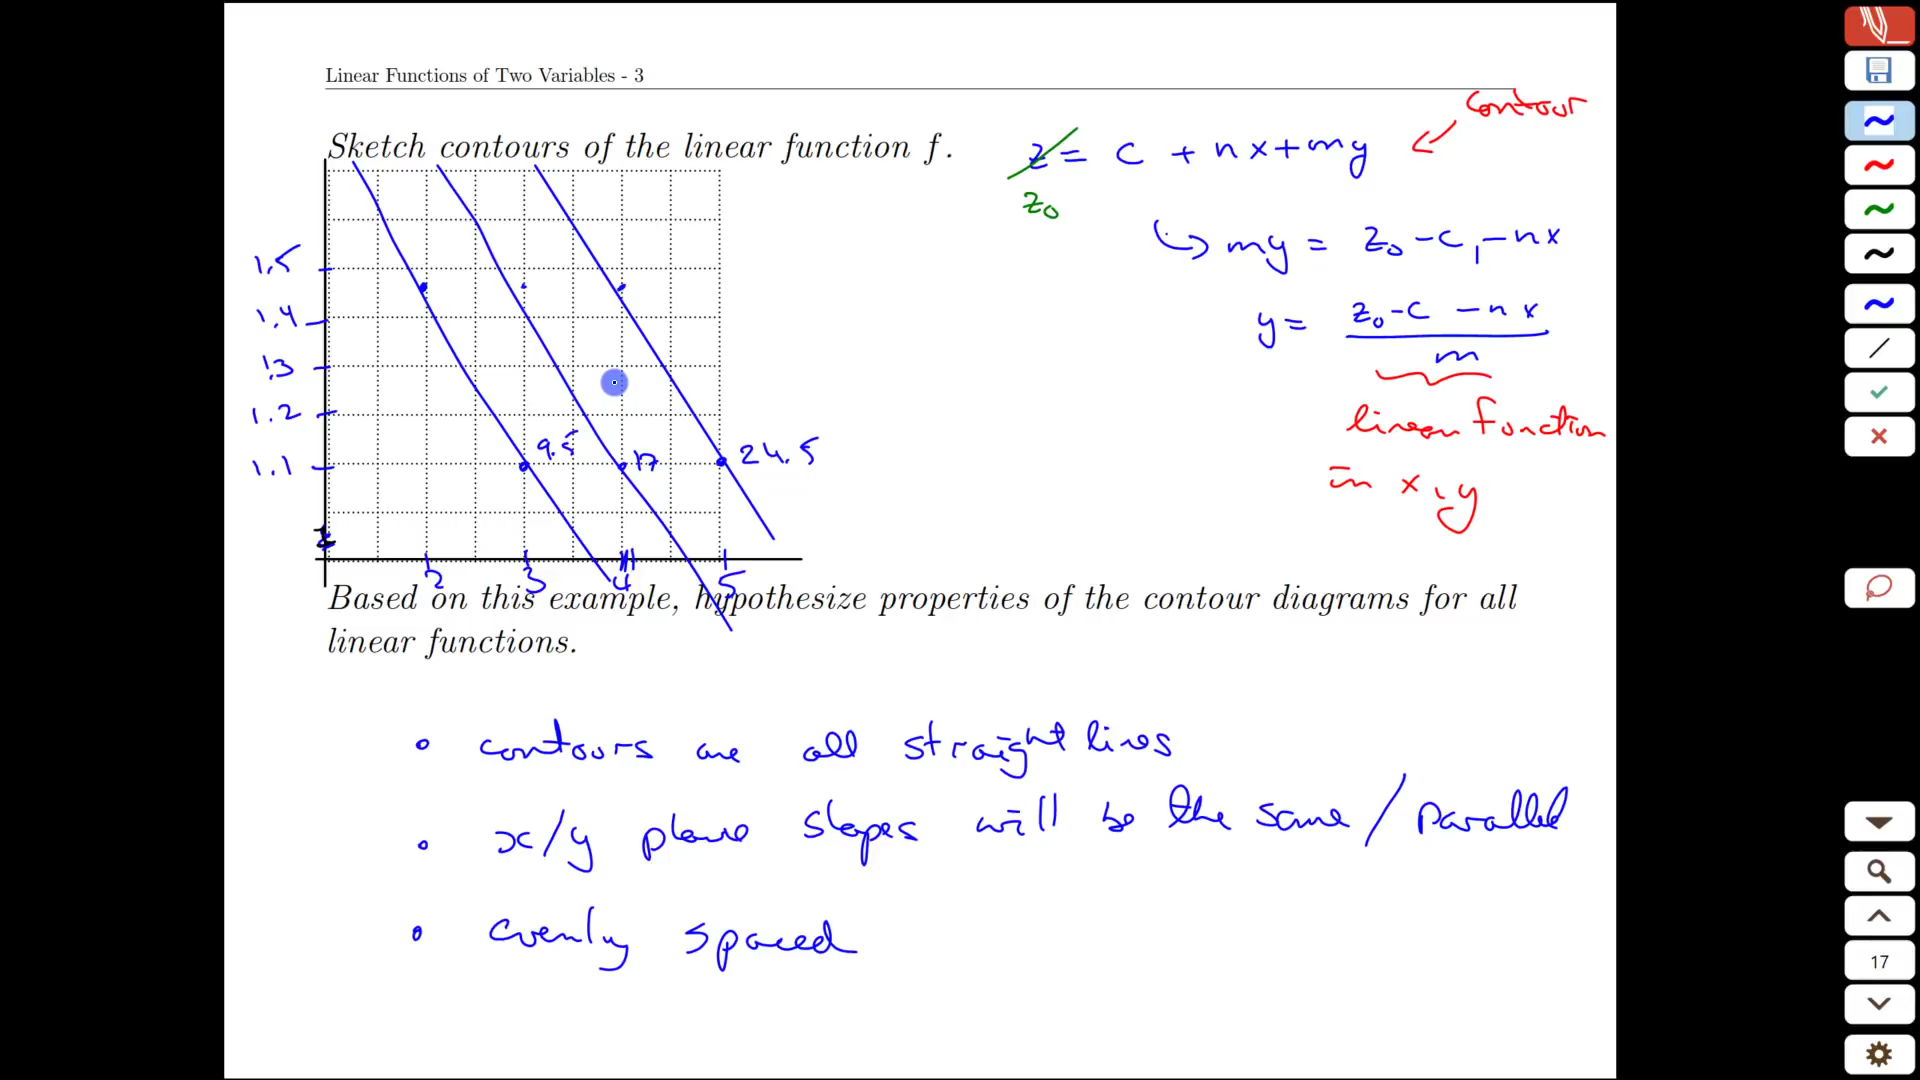 Linear Functions of Two Variables - 3
contour
Sketch contours of the linear function f.
z = c + nx + my
z₀
my = z₀ - c - nx
1.5
y = (z₀ - c - nx) / m
1.4
1.3
1.2
linear function
in x, y
1.1
9.5
17
24.5
2 3 4 5
Based on this example, hypothesize properties of the contour diagrams for all
linear functions.
• contours are all straight lines
• x/y plane slopes will be the same / parallel
• evenly spaced
17